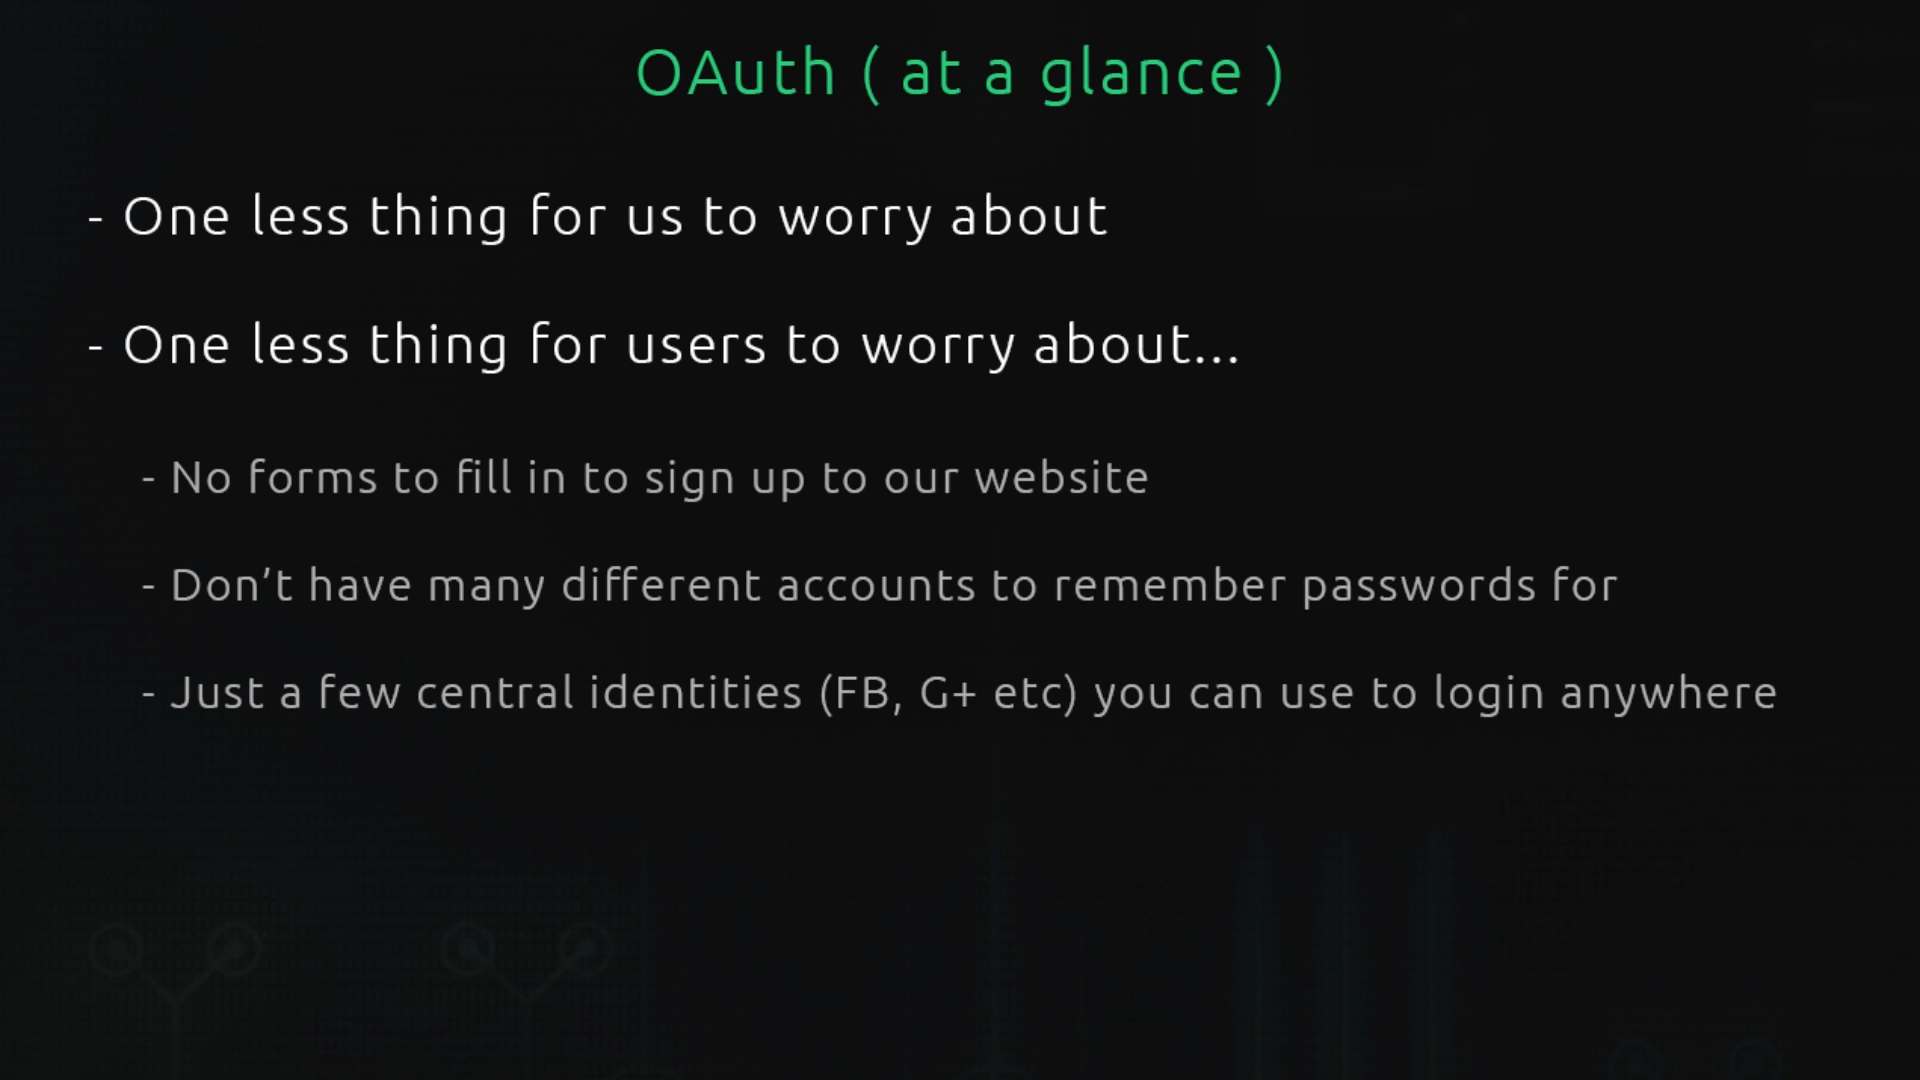 OAuth ( at a glance )
- One less thing for us to worry about
- One less thing for users to worry about...
- No forms to fill in to sign up to our website
- Don’t have many different accounts to remember passwords for
- Just a few central identities (FB, G+ etc) you can use to login anywhere